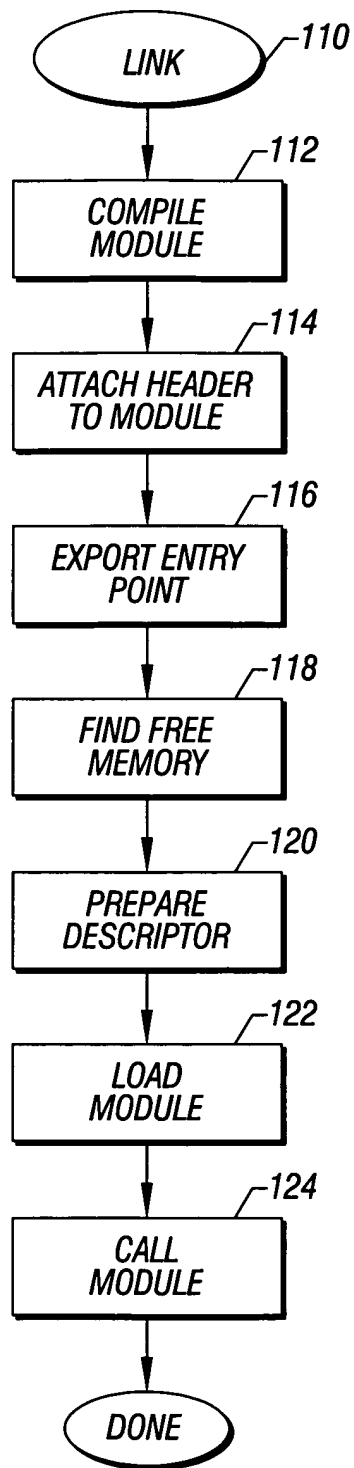 LINK
110
112
COMPILE
MODULE
114
ATTACH HEADER
TO MODULE
116
EXPORT ENTRY
POINT
118
FIND FREE
MEMORY
120
PREPARE
DESCRIPTOR
122
LOAD
MODULE
124
CALL
MODULE
DONE